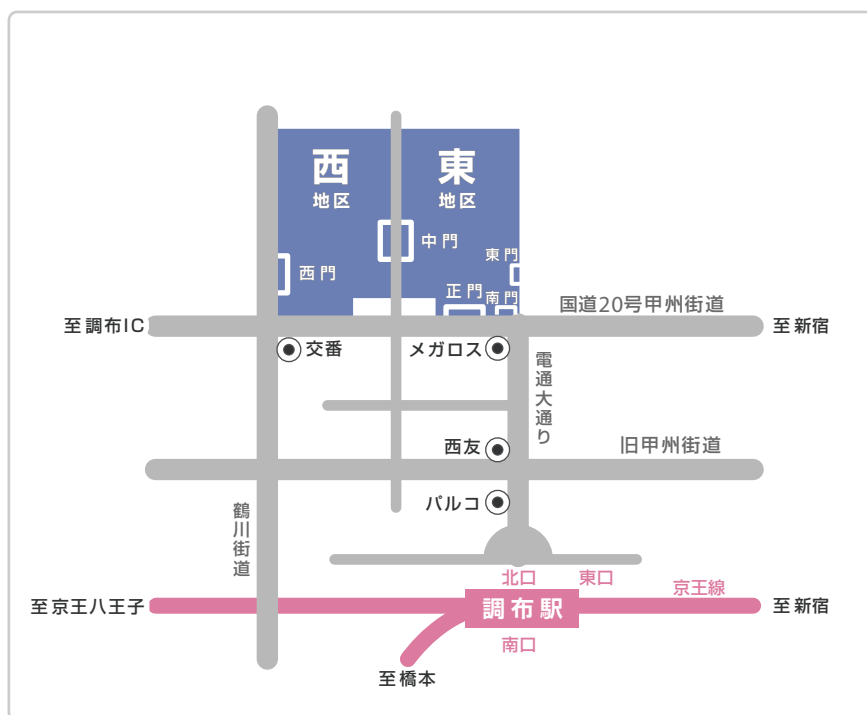 西
地区
東
地区
中門
東門
西門
正門
南門
国道20号甲州街道
至調布IC
至新宿
交番
メガロス
電通大通り
西友
旧甲州街道
パルコ
鶴川街道
北口
東口
京王線
至京王八王子
調布駅
至新宿
南口
至橋本